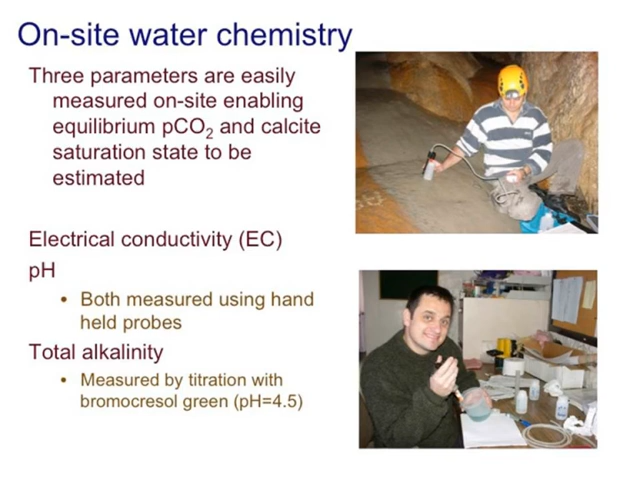 On-site water chemistry
Three parameters are easily
measured on-site enabling
equilibrium pCO₂ and calcite
saturation state to be
estimated
Electrical conductivity (EC)
pH
• Both measured using hand
held probes
Total alkalinity
• Measured by titration with
bromocresol green (pH=4.5)